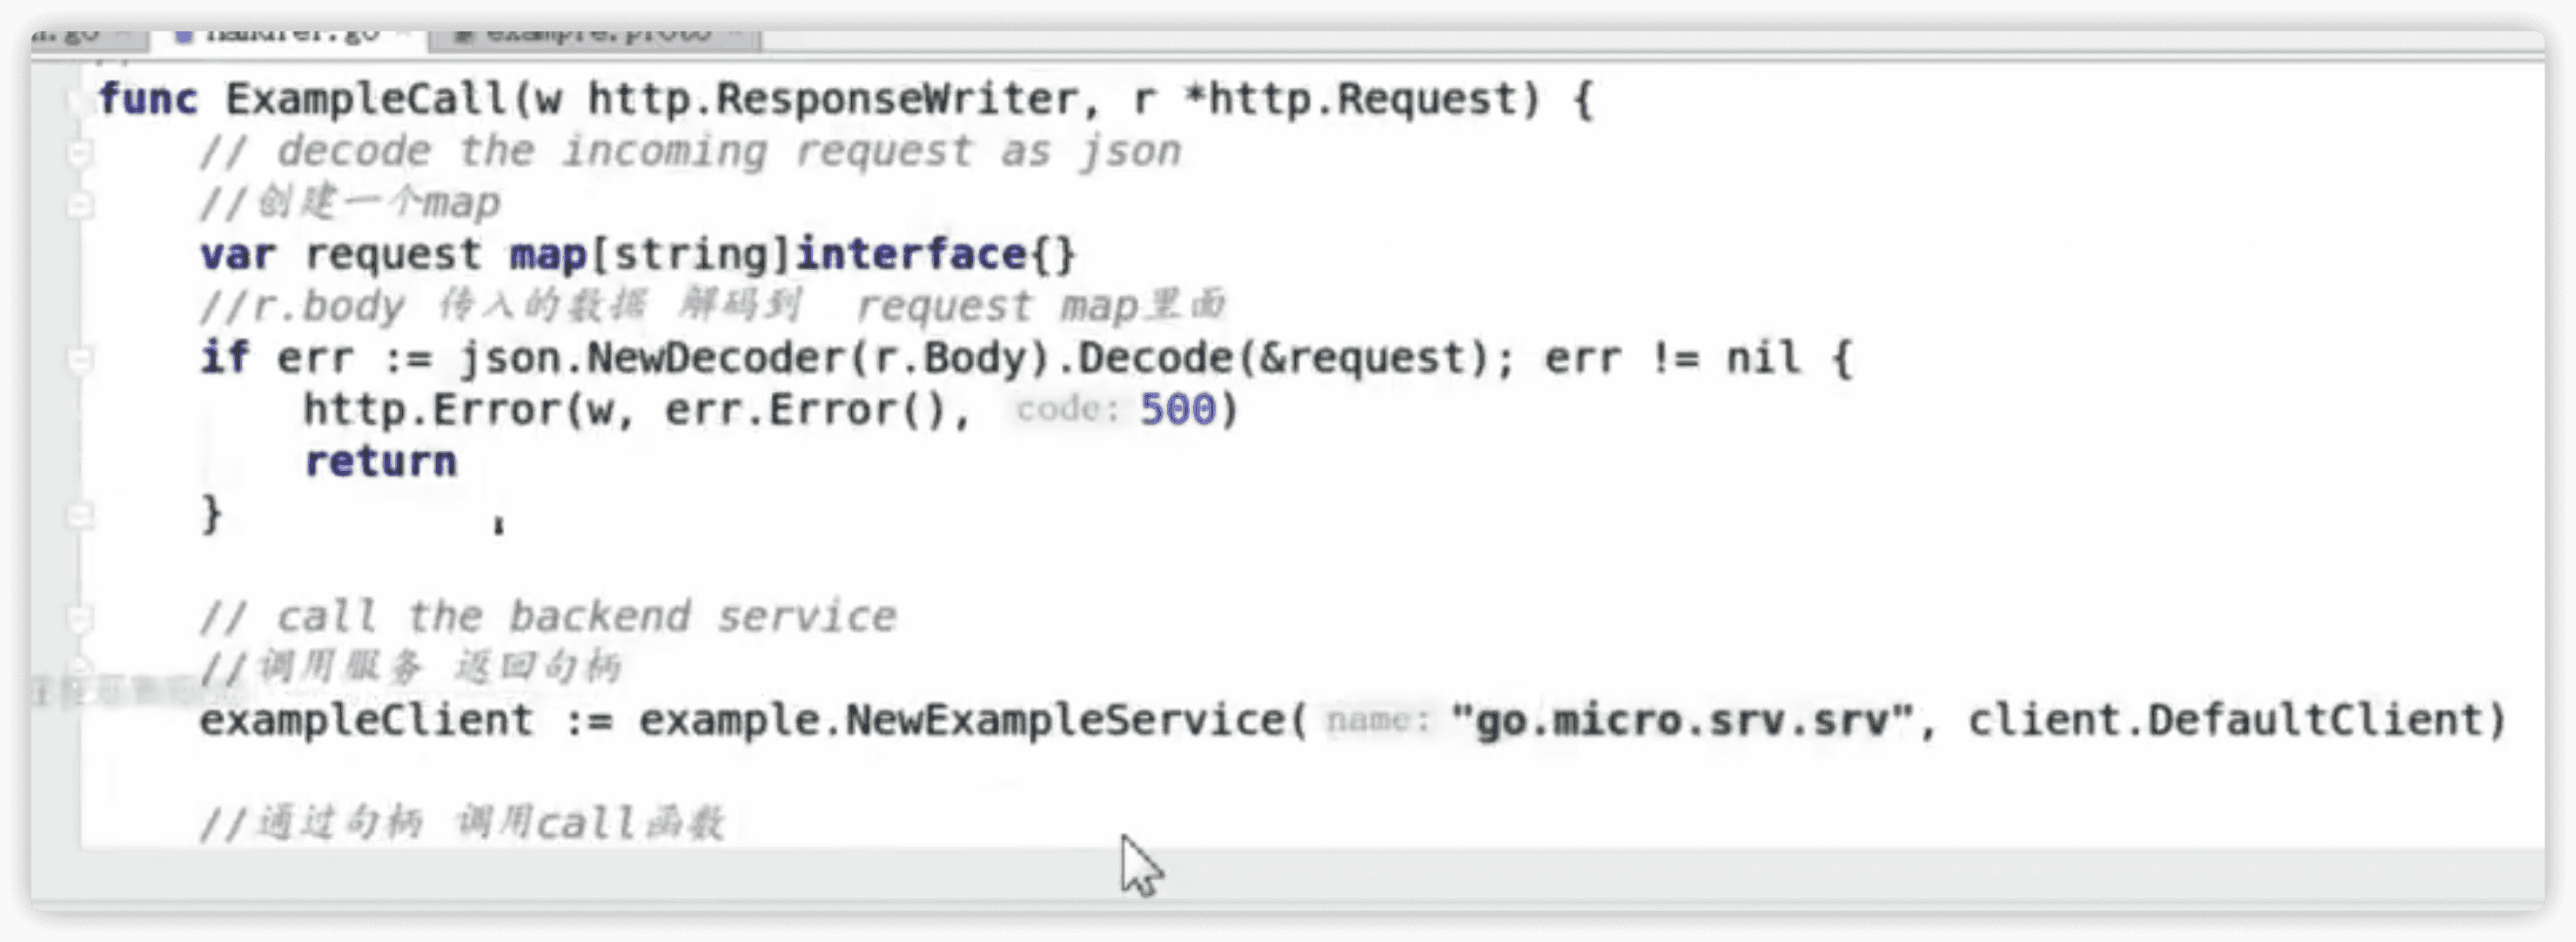 handler.go example.proto
func ExampleCall(w http.ResponseWriter, r *http.Request) {
// decode the incoming request as json
//创建一个map
var request map[string]interface{}
//r.body 传入的数据 解码到 request map里面
if err := json.NewDecoder(r.Body).Decode(&request); err != nil {
http.Error(w, err.Error(), code: 500)
return
}
// call the backend service
//调用服务 返回句柄
exampleClient := example.NewExampleService( name: "go.micro.srv.srv", client.DefaultClient)
//通过句柄 调用call函数